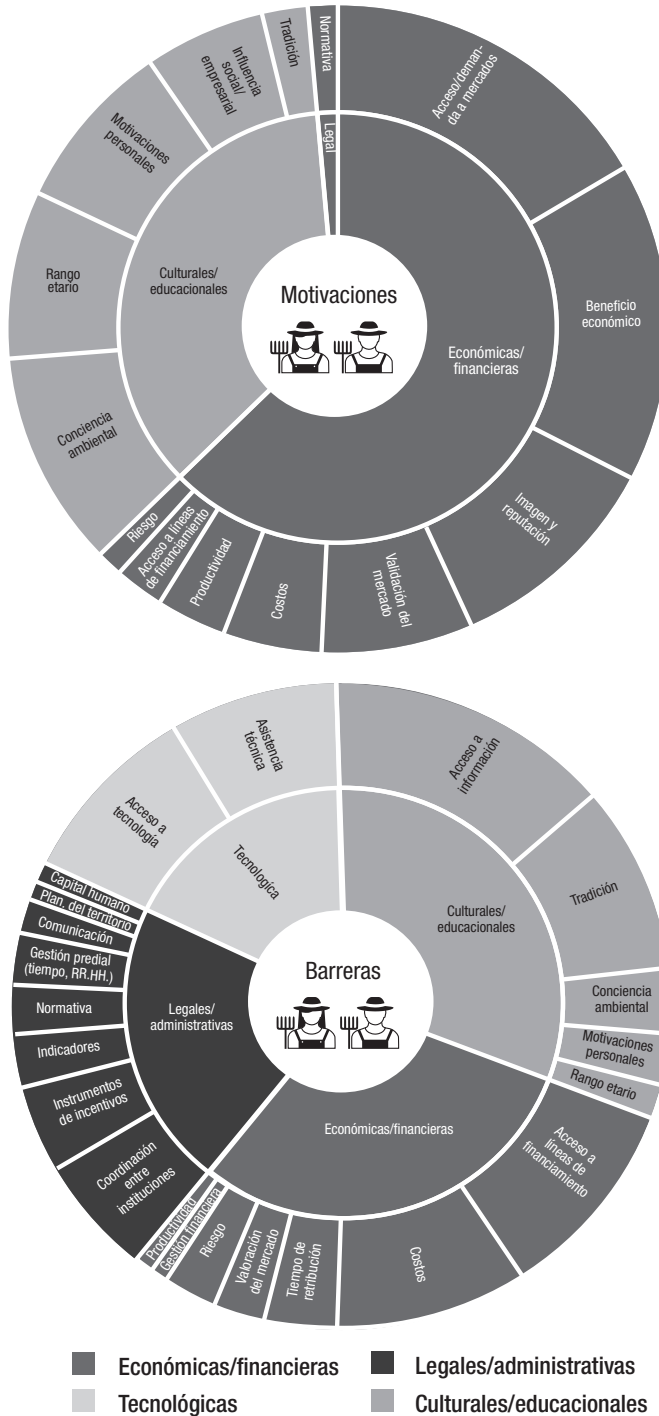 Motivaciones
Legal
Normativa
Económicas/
financieras
Acceso/deman-
da a mercados
Beneficio
económico
Imagen y
reputación
Validación del
mercado
Costos
Productividad
Acceso a líneas
de financiamiento
Riesgo
Culturales/
educacionales
Conciencia
ambiental
Rango
etario
Motivaciones
personales
Influencia
social/
empresarial
Tradición
Barreras
Culturales/
educacionales
Acceso a
información
Tradición
Conciencia
ambiental
Motivaciones
personales
Rango etario
Económicas/financieras
Acceso a
líneas de
financiamiento
Costos
Tiempo de
retribución
Valoración
del mercado
Riesgo
Gestión financiera
Productividad
Legales/
administrativas
Coordinación
entre
instituciones
Instrumentos
de incentivos
Indicadores
Normativa
Gestión predial
(tiempo, RR.HH.)
Comunicación
Plan. del territorio
Capital humano
Tecnologíca
Acceso a
tecnología
Asistencia
técnica
Económicas/financieras
Legales/administrativas
Tecnológicas
Culturales/educacionales